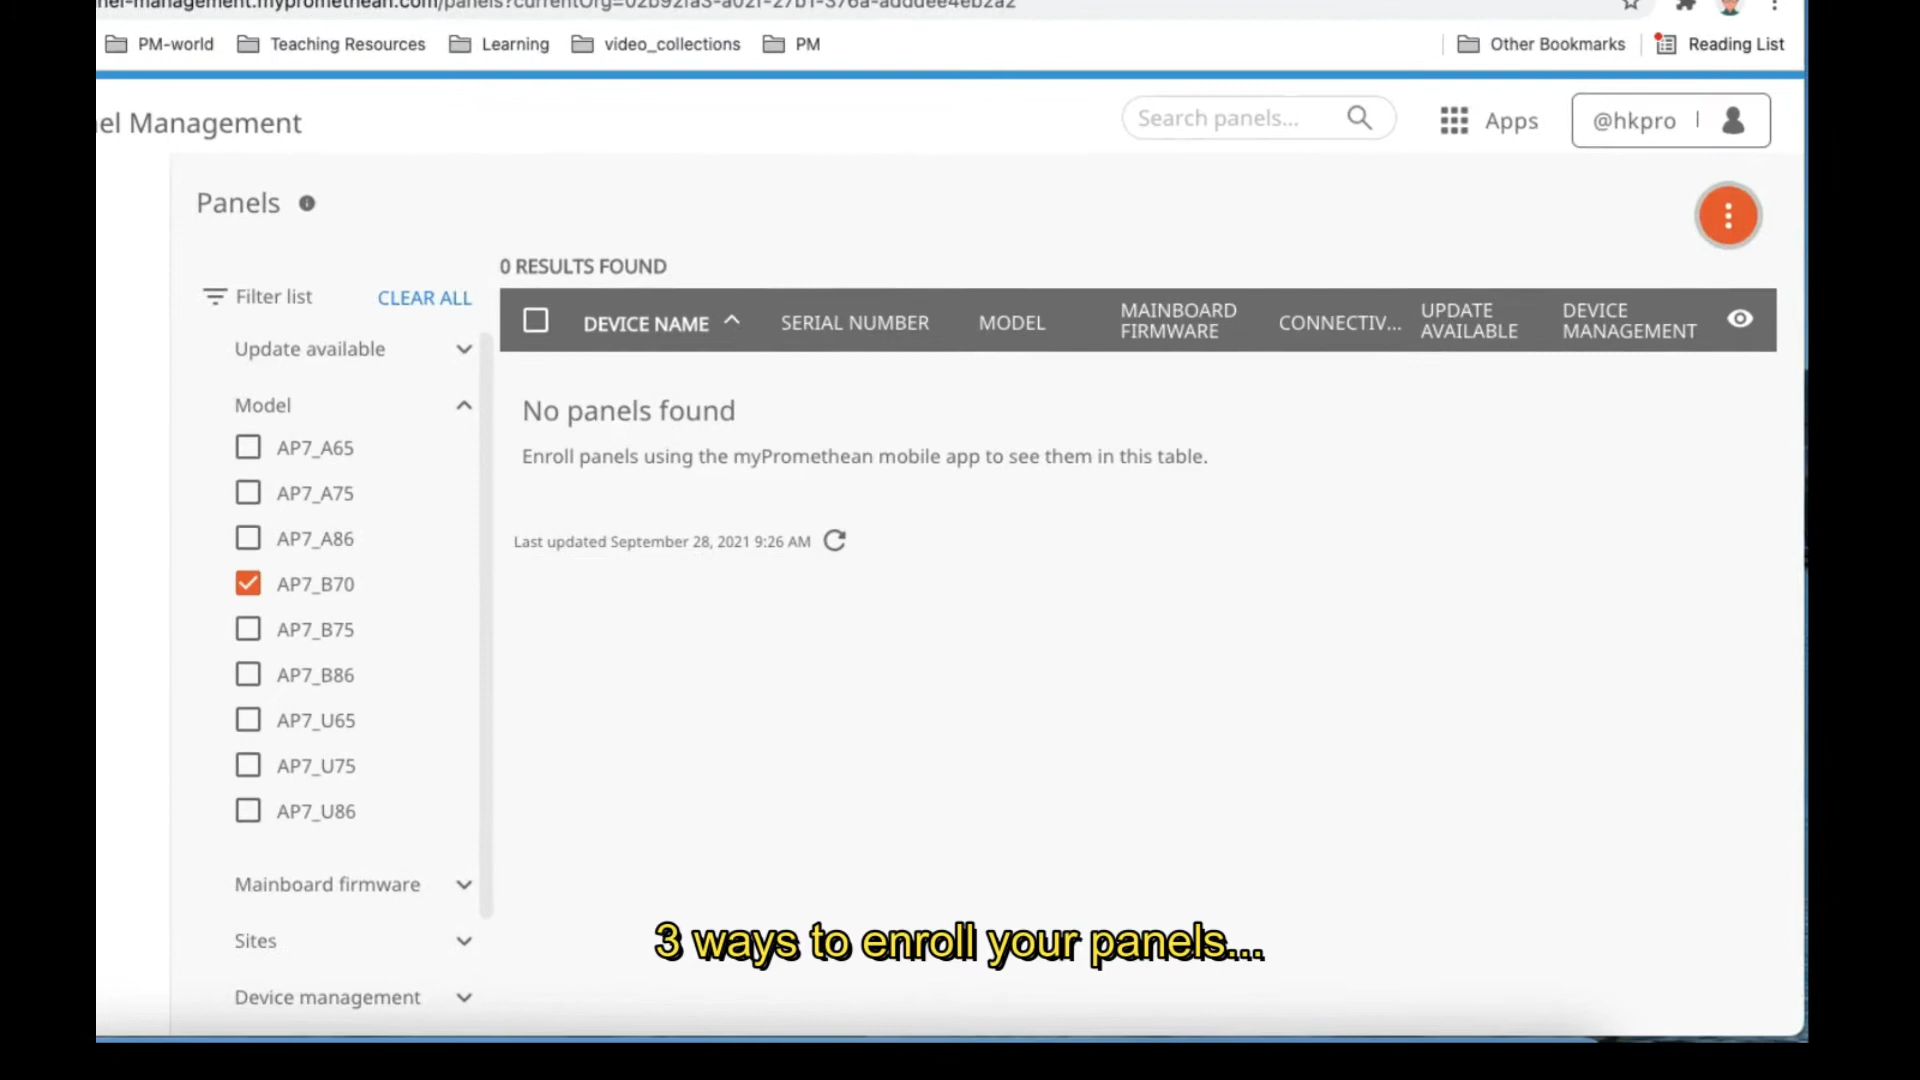 PM-world Teaching Resources Learning video_collections PM Other Bookmarks Reading List
Management
Search panels...
Apps
@hkpro
Panels
0 RESULTS FOUND
Filter list CLEAR ALL
DEVICE NAME SERIAL NUMBER MODEL MAINBOARD FIRMWARE CONNECTIV... UPDATE AVAILABLE DEVICE MANAGEMENT
Update available
Model
AP7_A65
AP7_A75
AP7_A86
AP7_B70
AP7_B75
AP7_B86
AP7_U65
AP7_U75
AP7_U86
Mainboard firmware
Sites
Device management
No panels found
Enroll panels using the myPromethean mobile app to see them in this table.
Last updated September 28, 2021 9:26 AM
3 ways to enroll your panels...